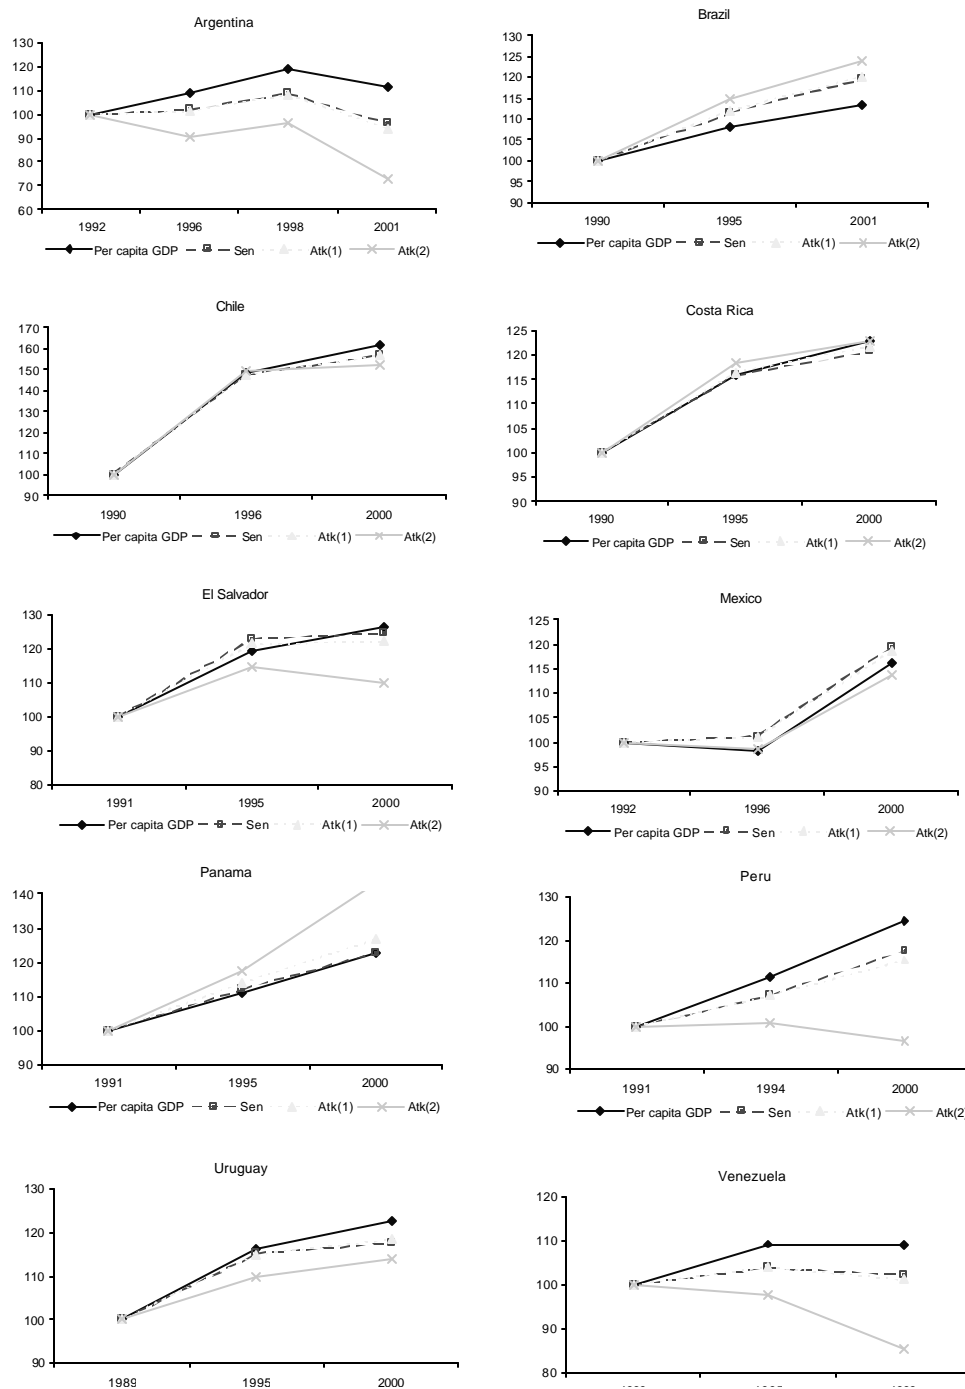 Argentina
130
120
110
100
90
80
70
60
1992 1996 1998 2001
Per capita GDP Sen Atk(1) Atk(2)
Brazil
130
125
120
115
110
105
100
95
90
1990 1995 2001
Per capita GDP Sen Atk(1) Atk(2)
Chile
170
160
150
140
130
120
110
100
90
1990 1996 2000
Per capita GDP Sen Atk(1) Atk(2)
Costa Rica
125
120
115
110
105
100
95
90
1990 1995 2000
Per capita GDP Sen Atk(1) Atk(2)
El Salvador
130
120
110
100
90
80
1991 1995 2000
Per capita GDP Sen Atk(1) Atk(2)
Mexico
125
120
115
110
105
100
95
90
1992 1996 2000
Per capita GDP Sen Atk(1) Atk(2)
Panama
140
130
120
110
100
90
1991 1995 2000
Per capita GDP Sen Atk(1) Atk(2)
Peru
130
120
110
100
90
1991 1994 2000
Per capita GDP Sen Atk(1) Atk(2)
Uruguay
130
120
110
100
90
1989 1995 2000
Venezuela
120
110
100
90
80